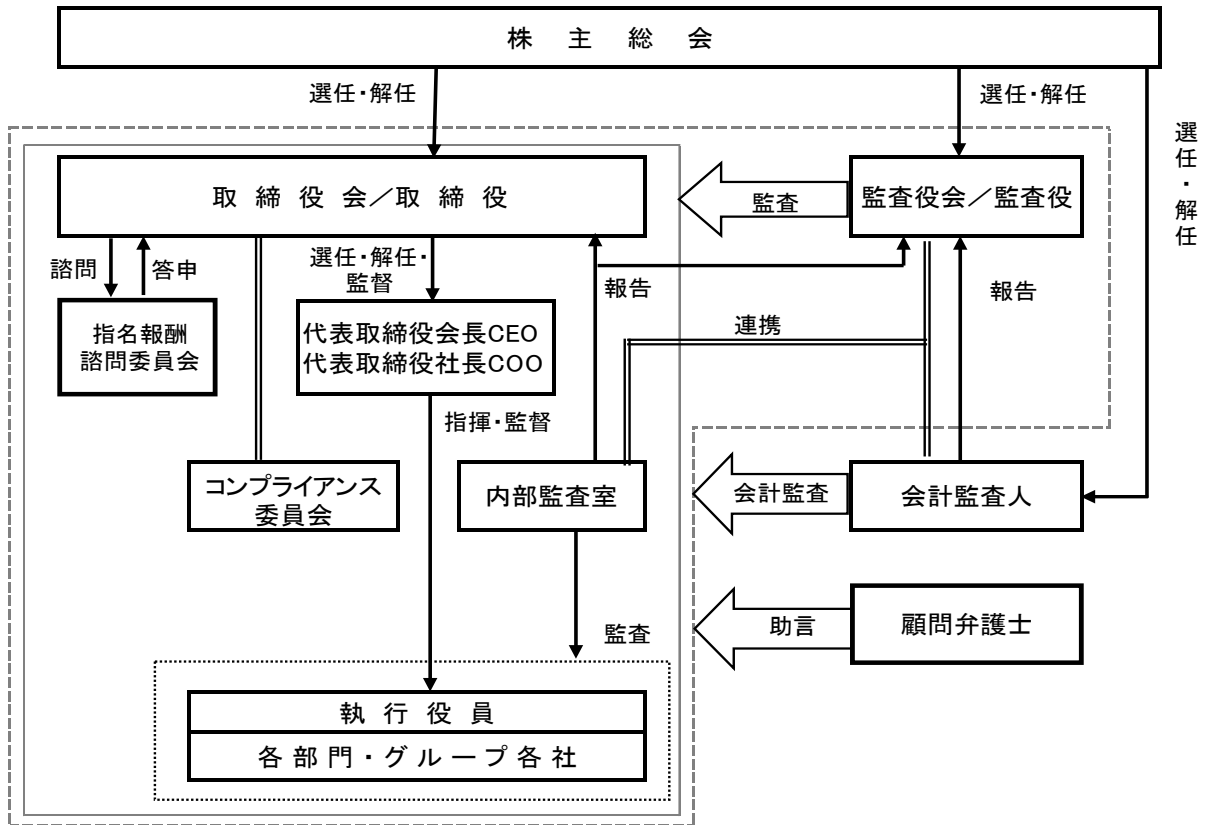 株主総会
選任・解任
選任・解任
選任・解任
取締役会／取締役
監査
監査役会／監査役
諮問
答申
選任・解任・
監督
報告
報告
指名報酬
諮問委員会
代表取締役会長CEO
代表取締役社長COO
連携
指揮・監督
コンプライアンス
委員会
内部監査室
会計監査
会計監査人
監査
助言
顧問弁護士
執行役員
各部門・グループ各社